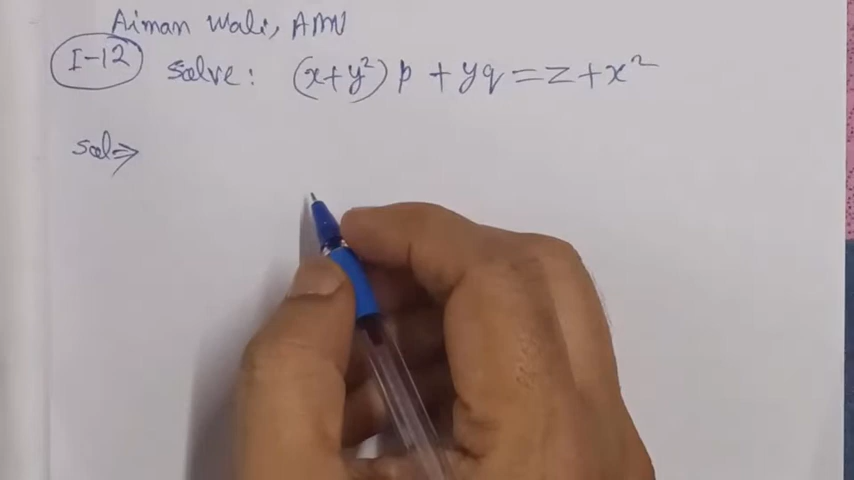 Aiman Wali, AMU
I-12 Solve: (x+y²)p + yq = z + x²
Sol⇒